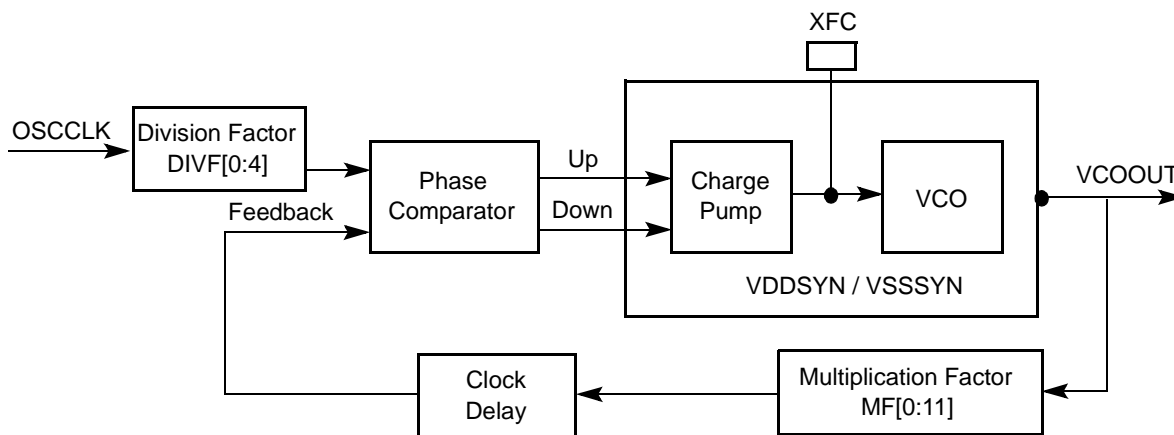 XFC
OSCCLK
Division Factor
DIVF[0:4]
Phase
Comparator
Up
Down
Feedback
Charge
Pump
VCO
VCOOUT
VDDSYN / VSSSYN
Clock
Delay
Multiplication Factor
MF[0:11]